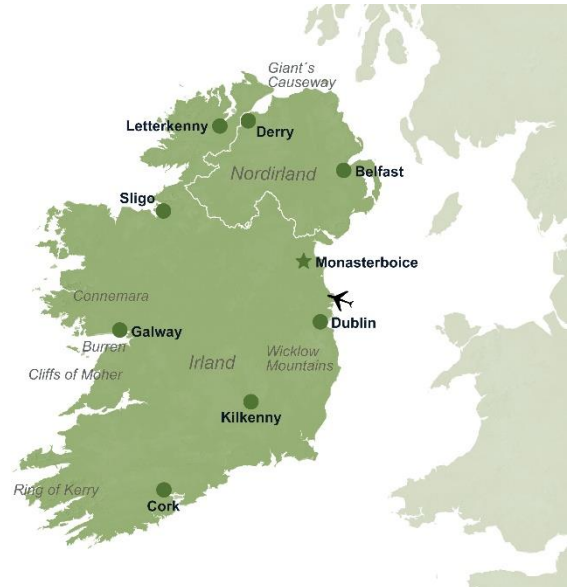 Giant´s
Causeway
Letterkenny
Derry
Nordirland
Belfast
Sligo
Monasterboice
Connemara
Galway
Dublin
Burren
Irland
Wicklow
Mountains
Cliffs of Moher
Kilkenny
Ring of Kerry
Cork